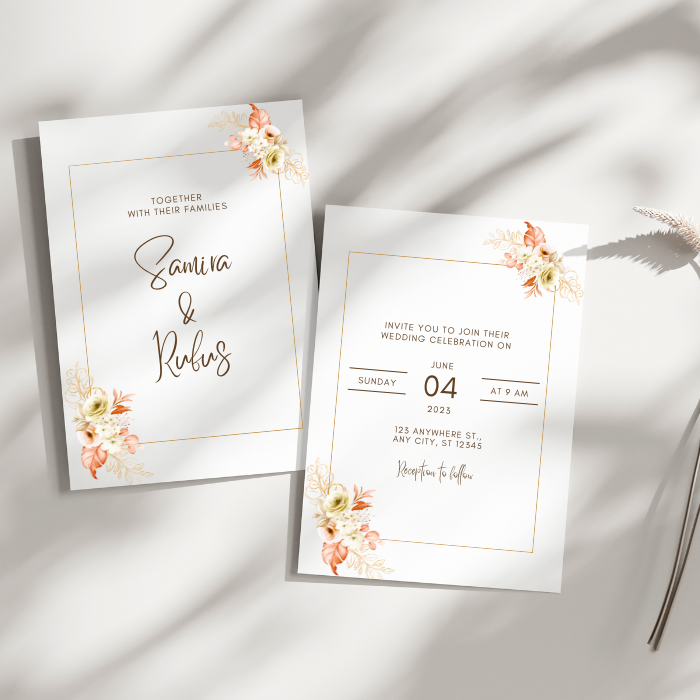 TOGETHER
WITH THEIR FAMILIES
Samira
&
Rufus
INVITE YOU TO JOIN THEIR
WEDDING CELEBRATION ON
JUNE
SUNDAY
04
AT 9 AM
2023
123 ANYWHERE ST.,
ANY CITY, ST 12345
Reception to follow